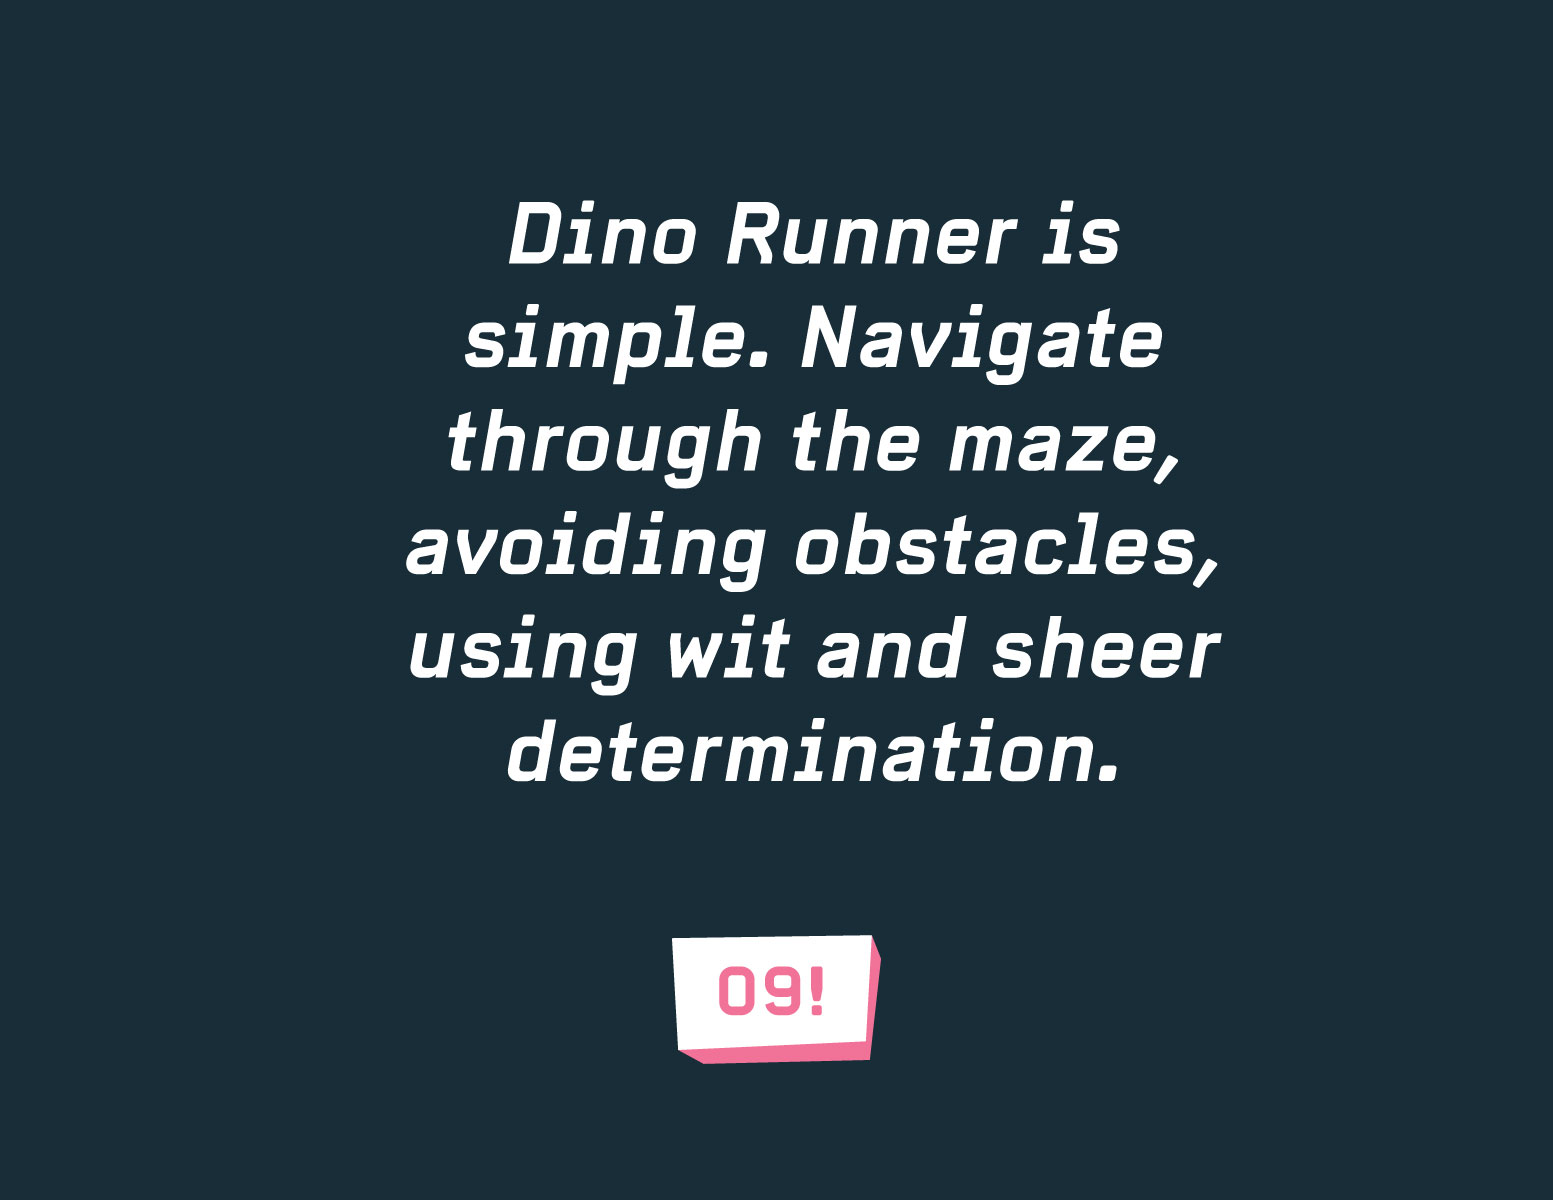 Dino Runner is
simple. Navigate
through the maze,
avoiding obstacles,
using wit and sheer
determination.
09!